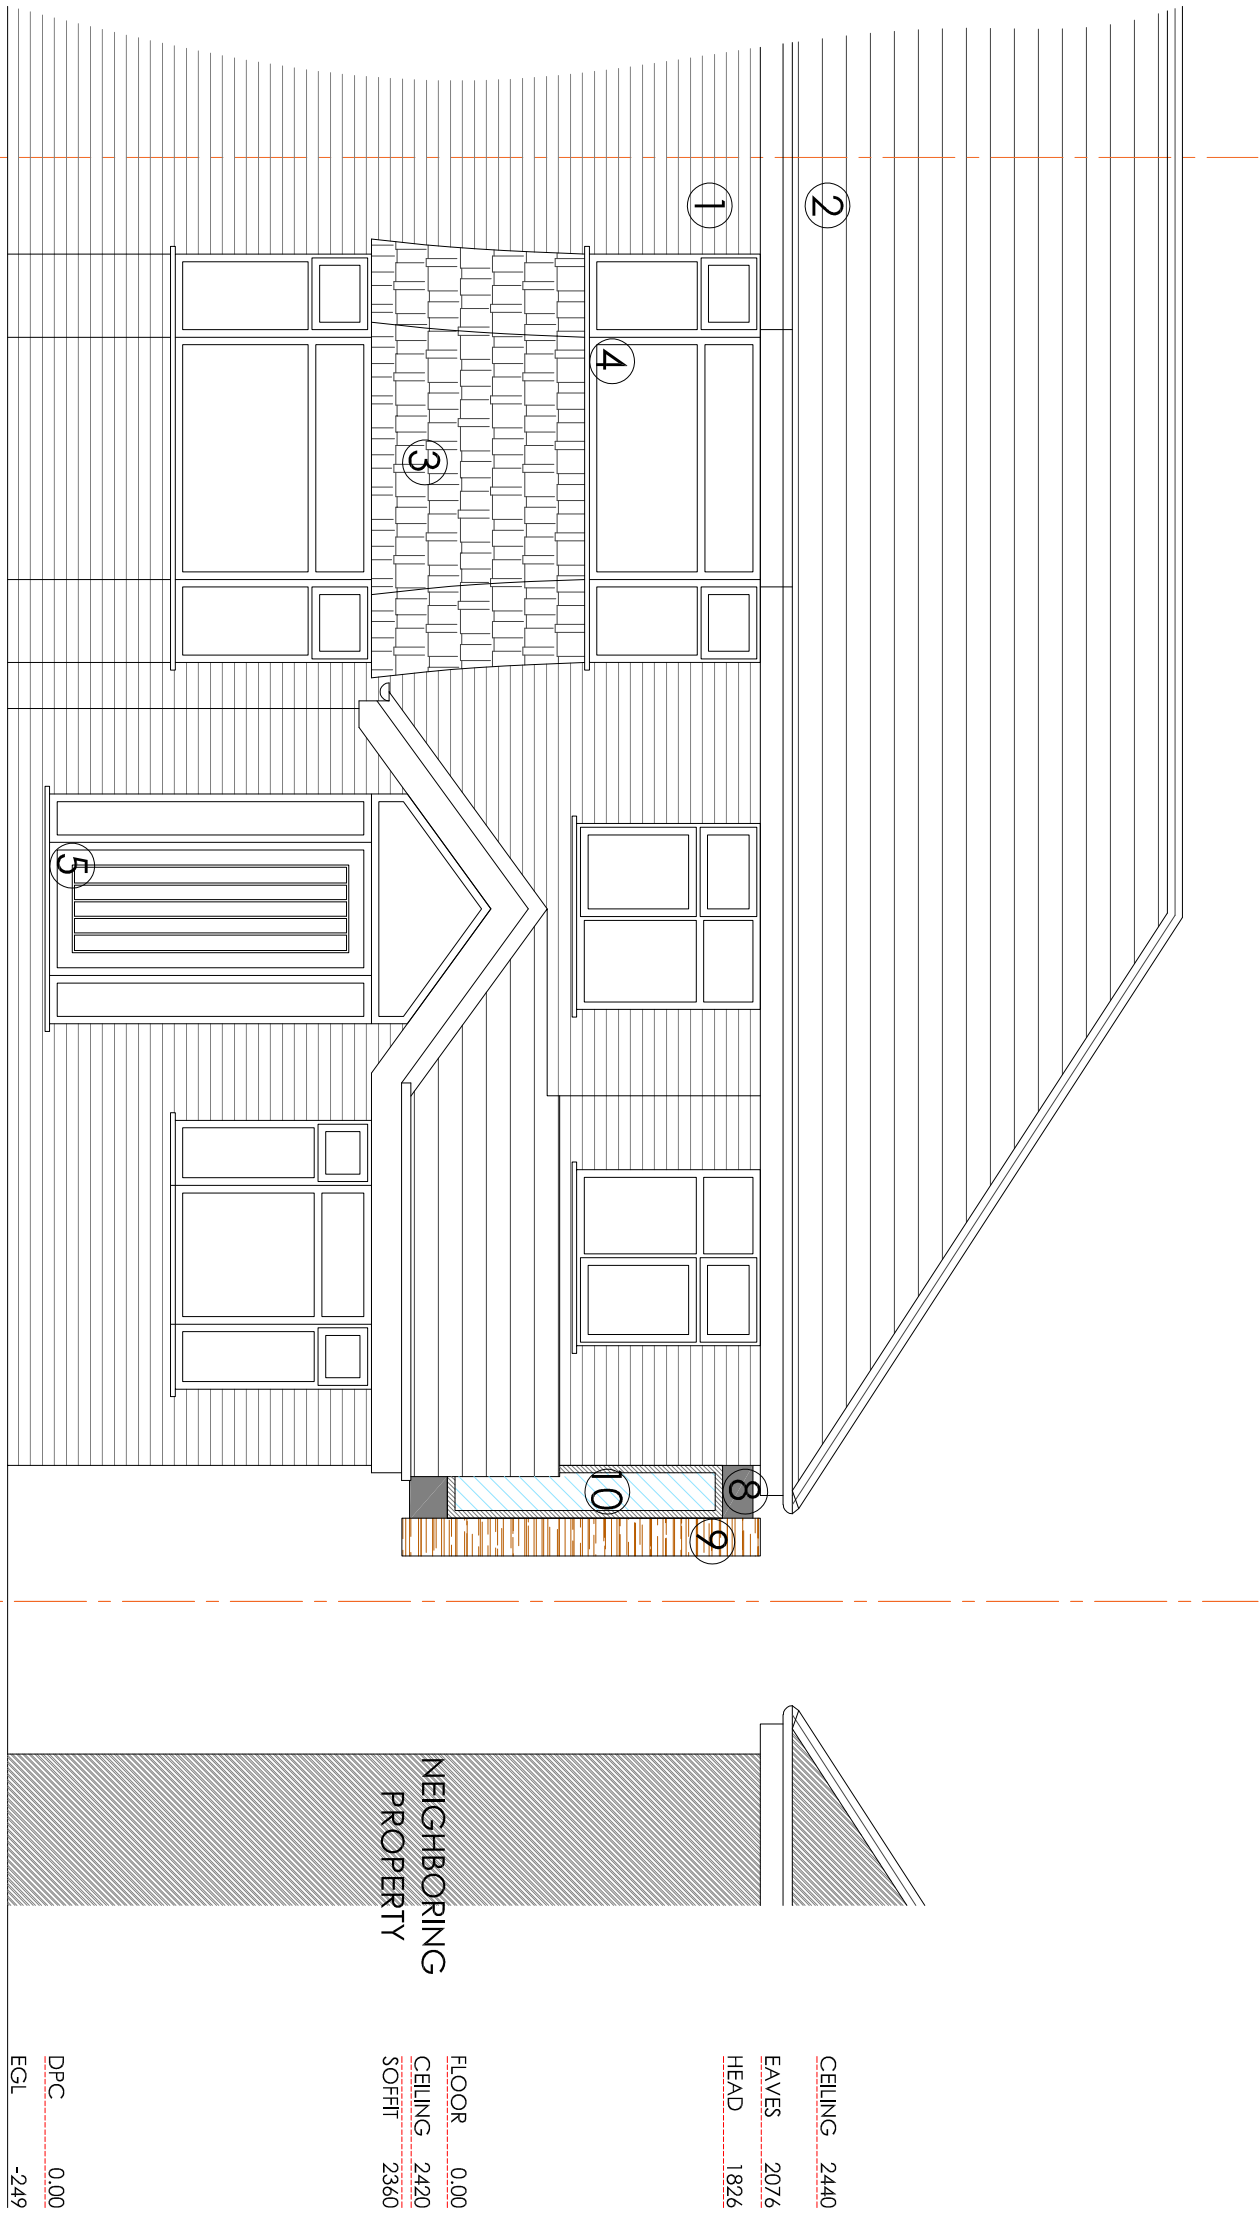 2
1
4
3
5
8
9
10
NEIGHBORING
PROPERTY
CEILING 2440
EAVES 2076
HEAD 1826
FLOOR 0.00
CEILING 2420
SOFFIT 2360
DPC 0.00
EGL -249